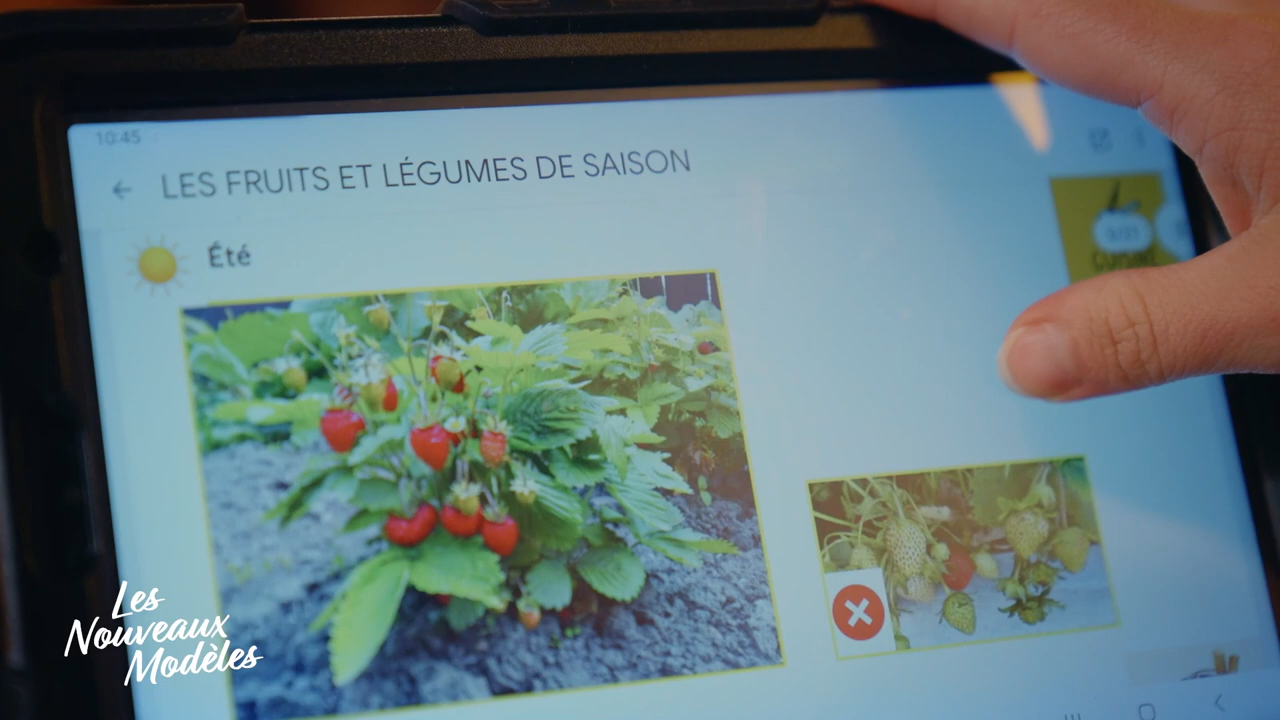 10:45
LES FRUITS ET LÉGUMES DE SAISON
Été
Les
Nouveaux
Modèles